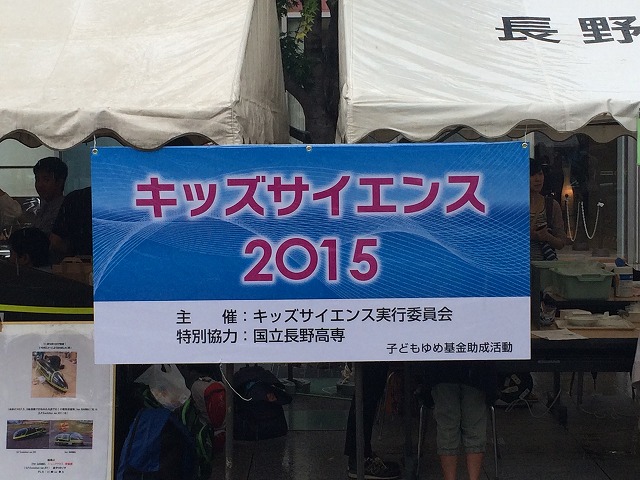 長野
キッズサイエンス
2015
主　　催：キッズサイエンス実行委員会
特別協力：国立長野高専
子どもゆめ基金助成活動